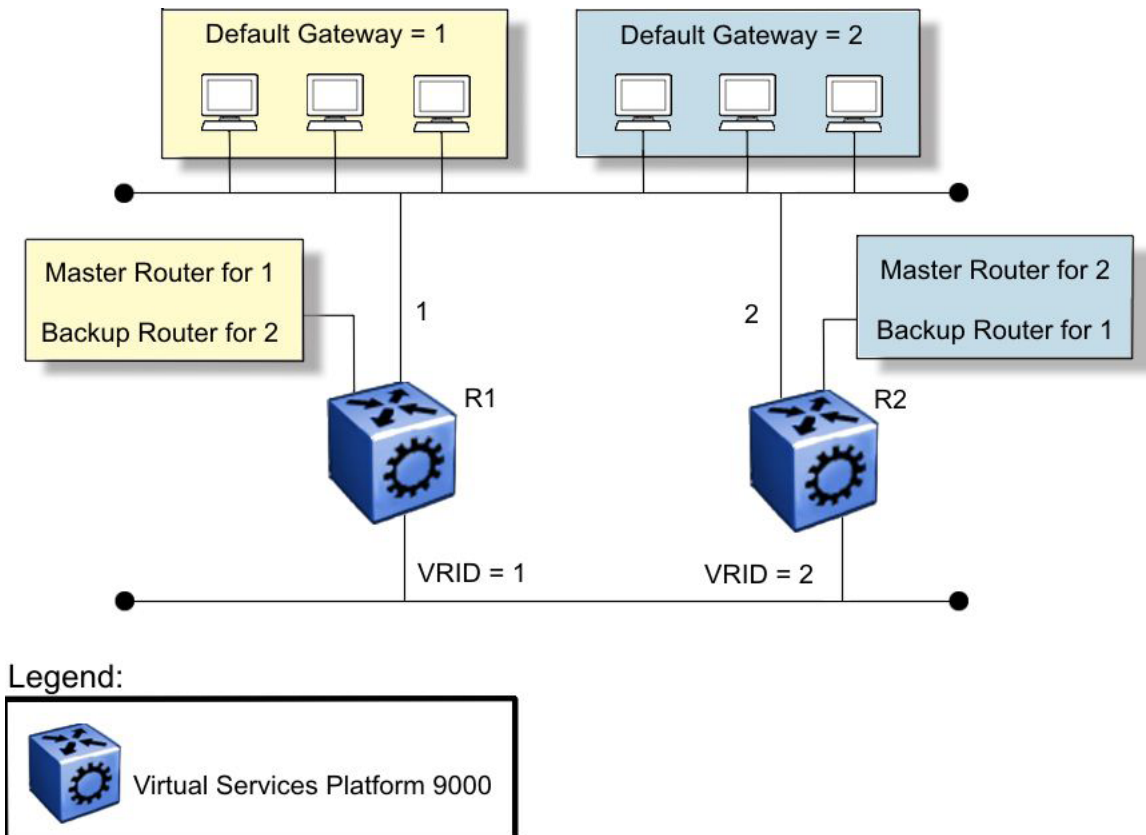 Default Gateway = 1
Default Gateway = 2
Master Router for 1
Backup Router for 2
Master Router for 2
Backup Router for 1
1
2
R1
R2
VRID = 1
VRID = 2
Legend:
Virtual Services Platform 9000